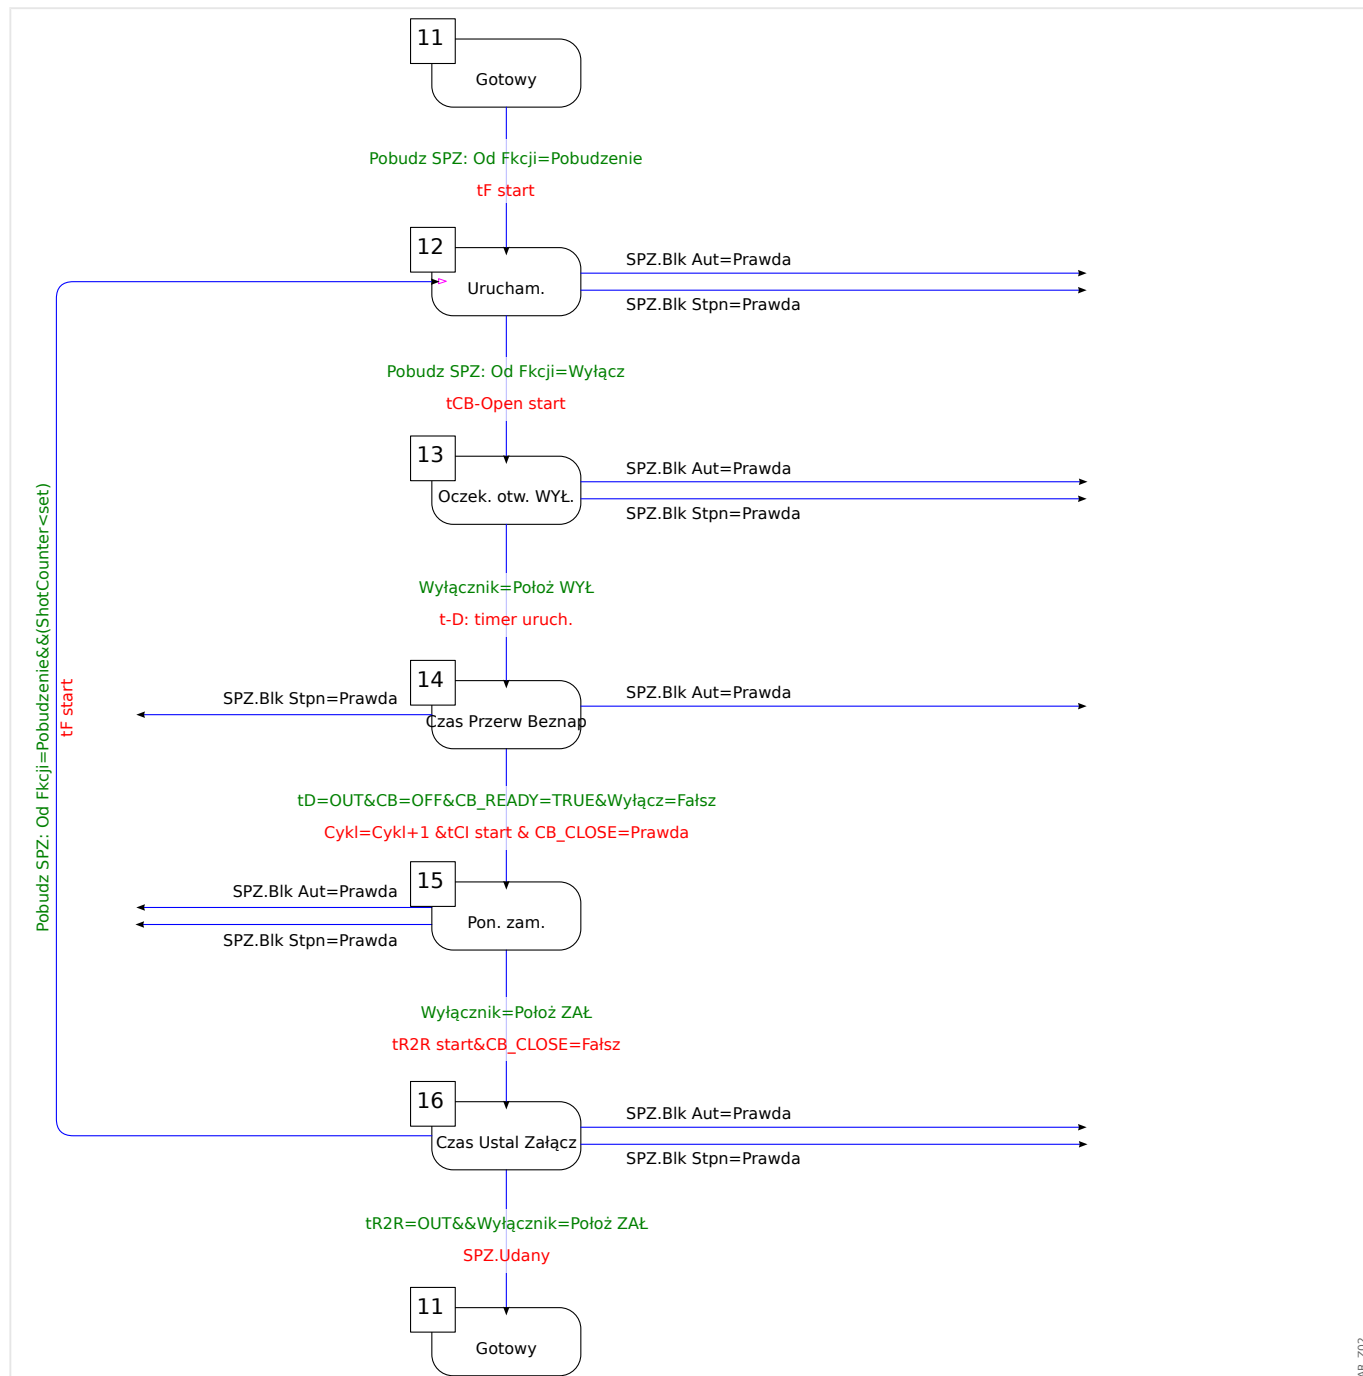 11
Gotowy
Pobudz SPZ: Od Fkcji=Pobudzenie
tF start
12
Urucham.
SPZ.Blk Aut=Prawda
SPZ.Blk Stpn=Prawda
Pobudz SPZ: Od Fkcji=Wyłącz
tCB-Open start
13
Oczek. otw. WYŁ.
SPZ.Blk Aut=Prawda
SPZ.Blk Stpn=Prawda
Pobudz SPZ: Od Fkcji=Pobudzenie&&(ShotCounter<set)
tF start
Wyłącznik=Położ WYŁ
t-D: timer uruch.
14
Czas Przerw Beznap
SPZ.Blk Stpn=Prawda
SPZ.Blk Aut=Prawda
tD=OUT&CB=OFF&CB_READY=TRUE&Wyłącz=Fałsz
Cykl=Cykl+1 &tCI start & CB_CLOSE=Prawda
15
Pon. zam.
SPZ.Blk Aut=Prawda
SPZ.Blk Stpn=Prawda
Wyłącznik=Położ ZAŁ
tR2R start&CB_CLOSE=Fałsz
16
Czas Ustal Załącz
SPZ.Blk Aut=Prawda
SPZ.Blk Stpn=Prawda
tR2R=OUT&&Wyłącznik=Położ ZAŁ
SPZ.Udany
11
Gotowy